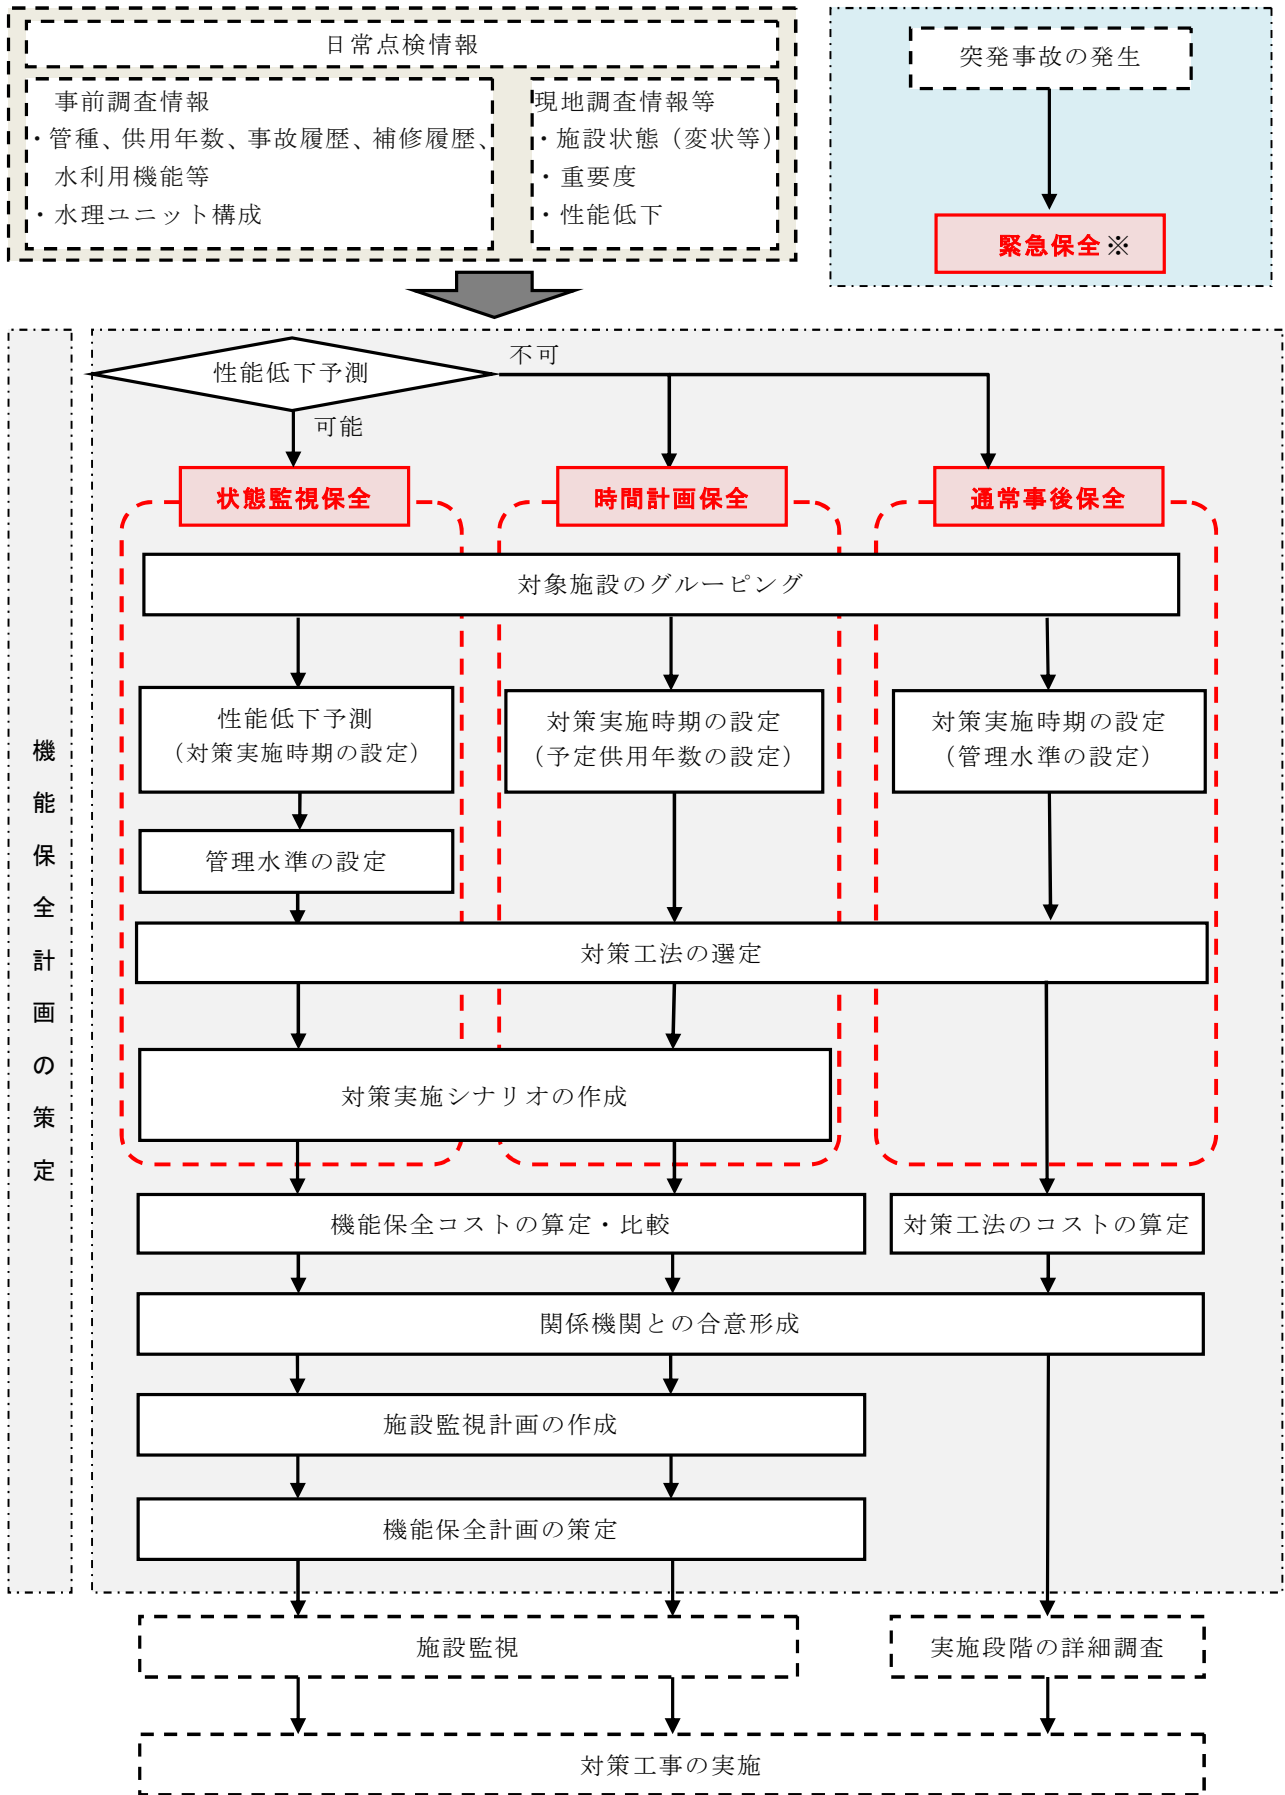 日常点検情報
事前調査情報
・管種、供用年数、事故履歴、補修履歴、
水利用機能等
・水理ユニット構成
現地調査情報等
・施設状態（変状等）
・重要度
・性能低下
突発事故の発生
緊急保全※
性能低下予測
不可
可能
状態監視保全
時間計画保全
通常事後保全
対象施設のグルーピング
性能低下予測
（対策実施時期の設定）
対策実施時期の設定
（予定供用年数の設定）
対策実施時期の設定
（管理水準の設定）
管理水準の設定
機能保全計画の策定
対策工法の選定
対策実施シナリオの作成
機能保全コストの算定・比較
対策工法のコストの算定
関係機関との合意形成
施設監視計画の作成
機能保全計画の策定
施設監視
実施段階の詳細調査
対策工事の実施